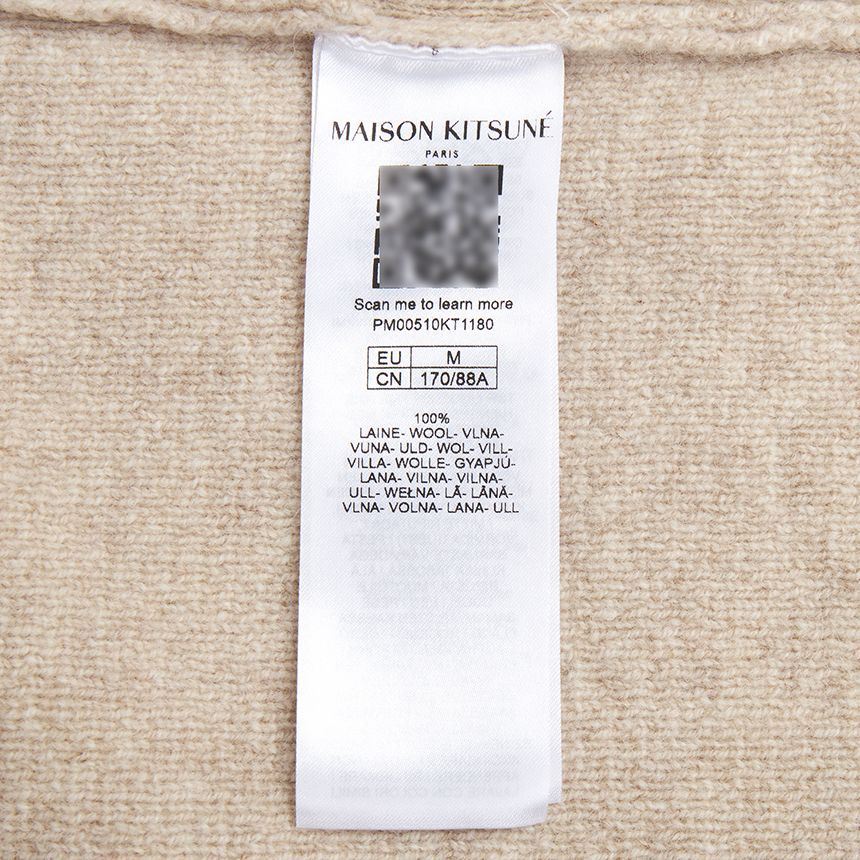 MAISON KITSUNÉ
PARIS
Scan me to learn more
PM00510KT1180
EU M
CN 170/88A
100%
LAINE- WOOL- VLNA-
VUNA- ULD- WOL- VILL-
VILLA- WOLLE- GYAPJÚ-
LANA- VILNA- VILNA-
ULL- WEŁNA- LÃ- LÂNĂ-
VLNA- VOLNA- LANA- ULL